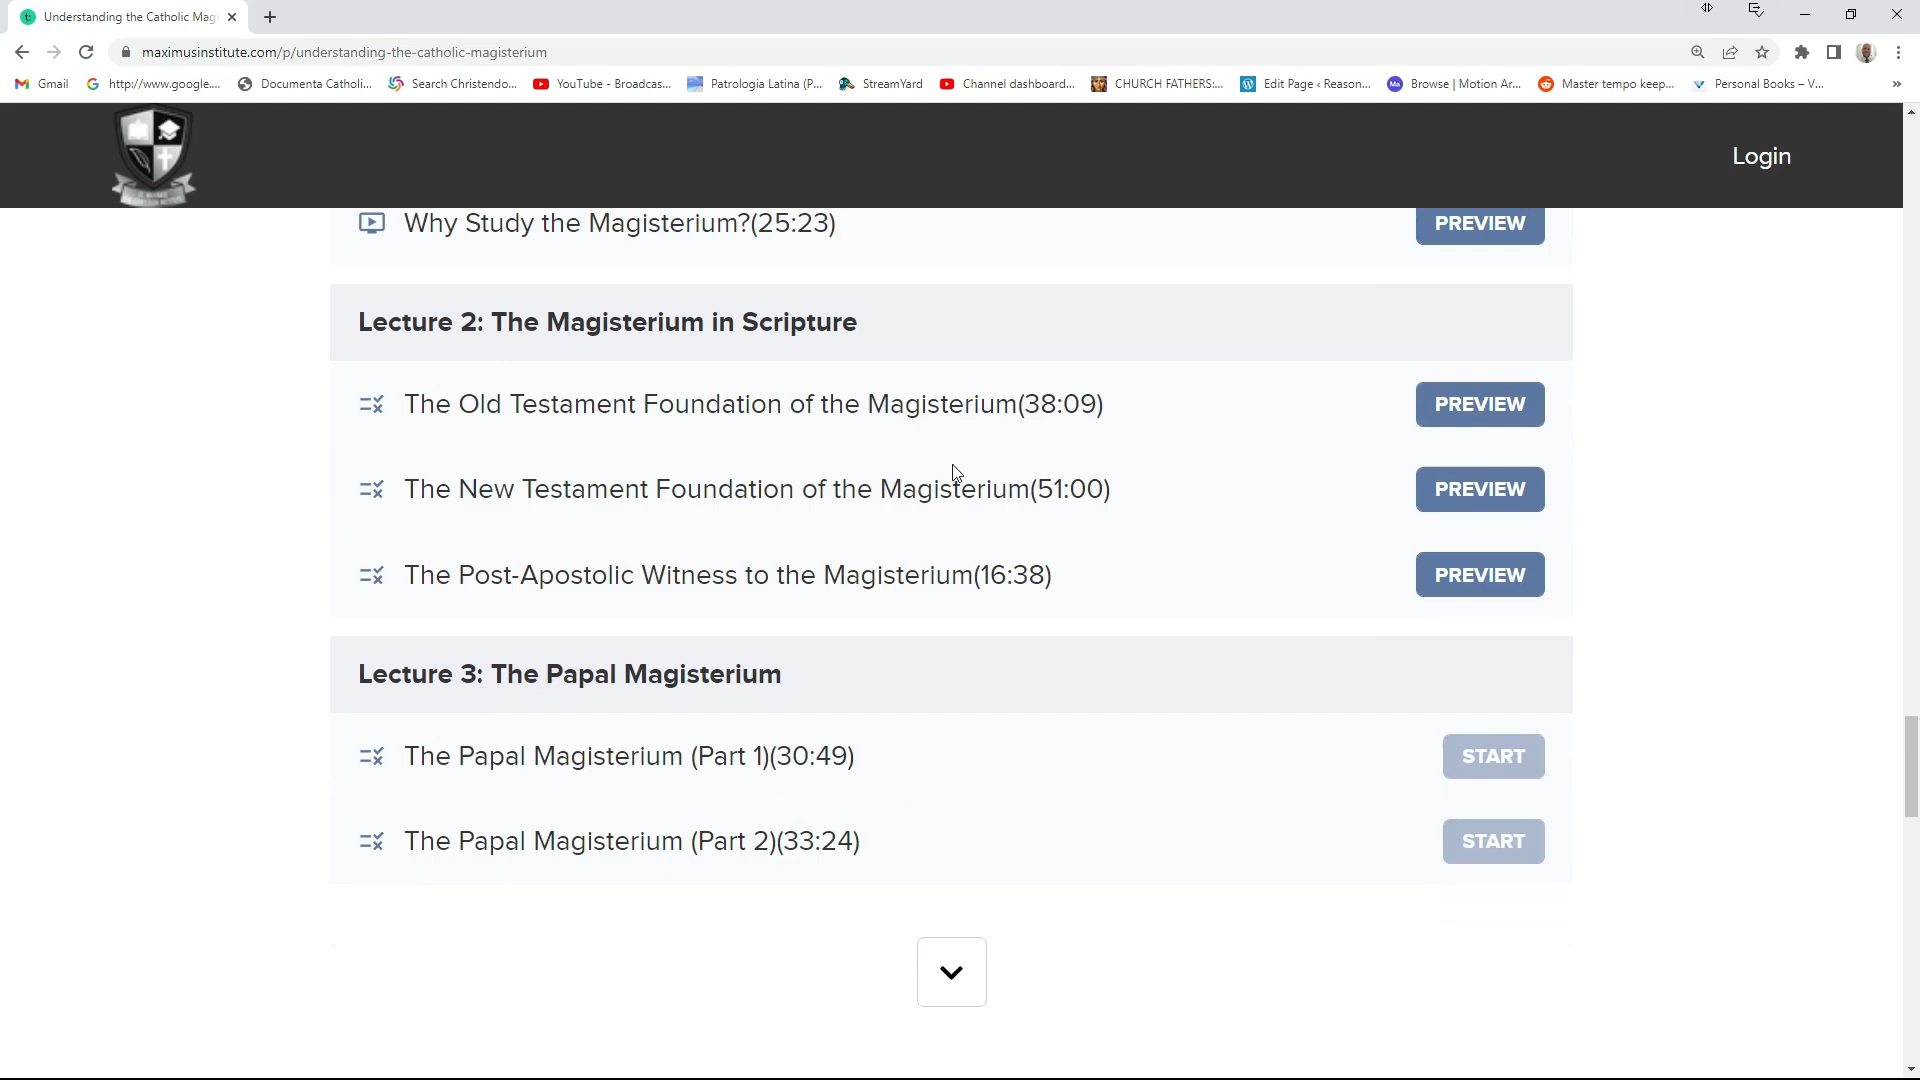 Understanding the Catholic Mag
maximusinstitute.com/p/understanding-the-catholic-magisterium
Gmail
http://www.google....
Documenta Catholi...
Search Christendo...
YouTube - Broadcas...
Patrologia Latina (P...
StreamYard
Channel dashboard...
CHURCH FATHERS:...
Edit Page ‹ Reason...
Ma
Browse | Motion Ar...
Master tempo keep...
Personal Books – V...
»
Login
Why Study the Magisterium?(25:23)
PREVIEW
Lecture 2: The Magisterium in Scripture
The Old Testament Foundation of the Magisterium(38:09)
PREVIEW
The New Testament Foundation of the Magisterium(51:00)
PREVIEW
The Post-Apostolic Witness to the Magisterium(16:38)
PREVIEW
Lecture 3: The Papal Magisterium
The Papal Magisterium (Part 1)(30:49)
START
The Papal Magisterium (Part 2)(33:24)
START